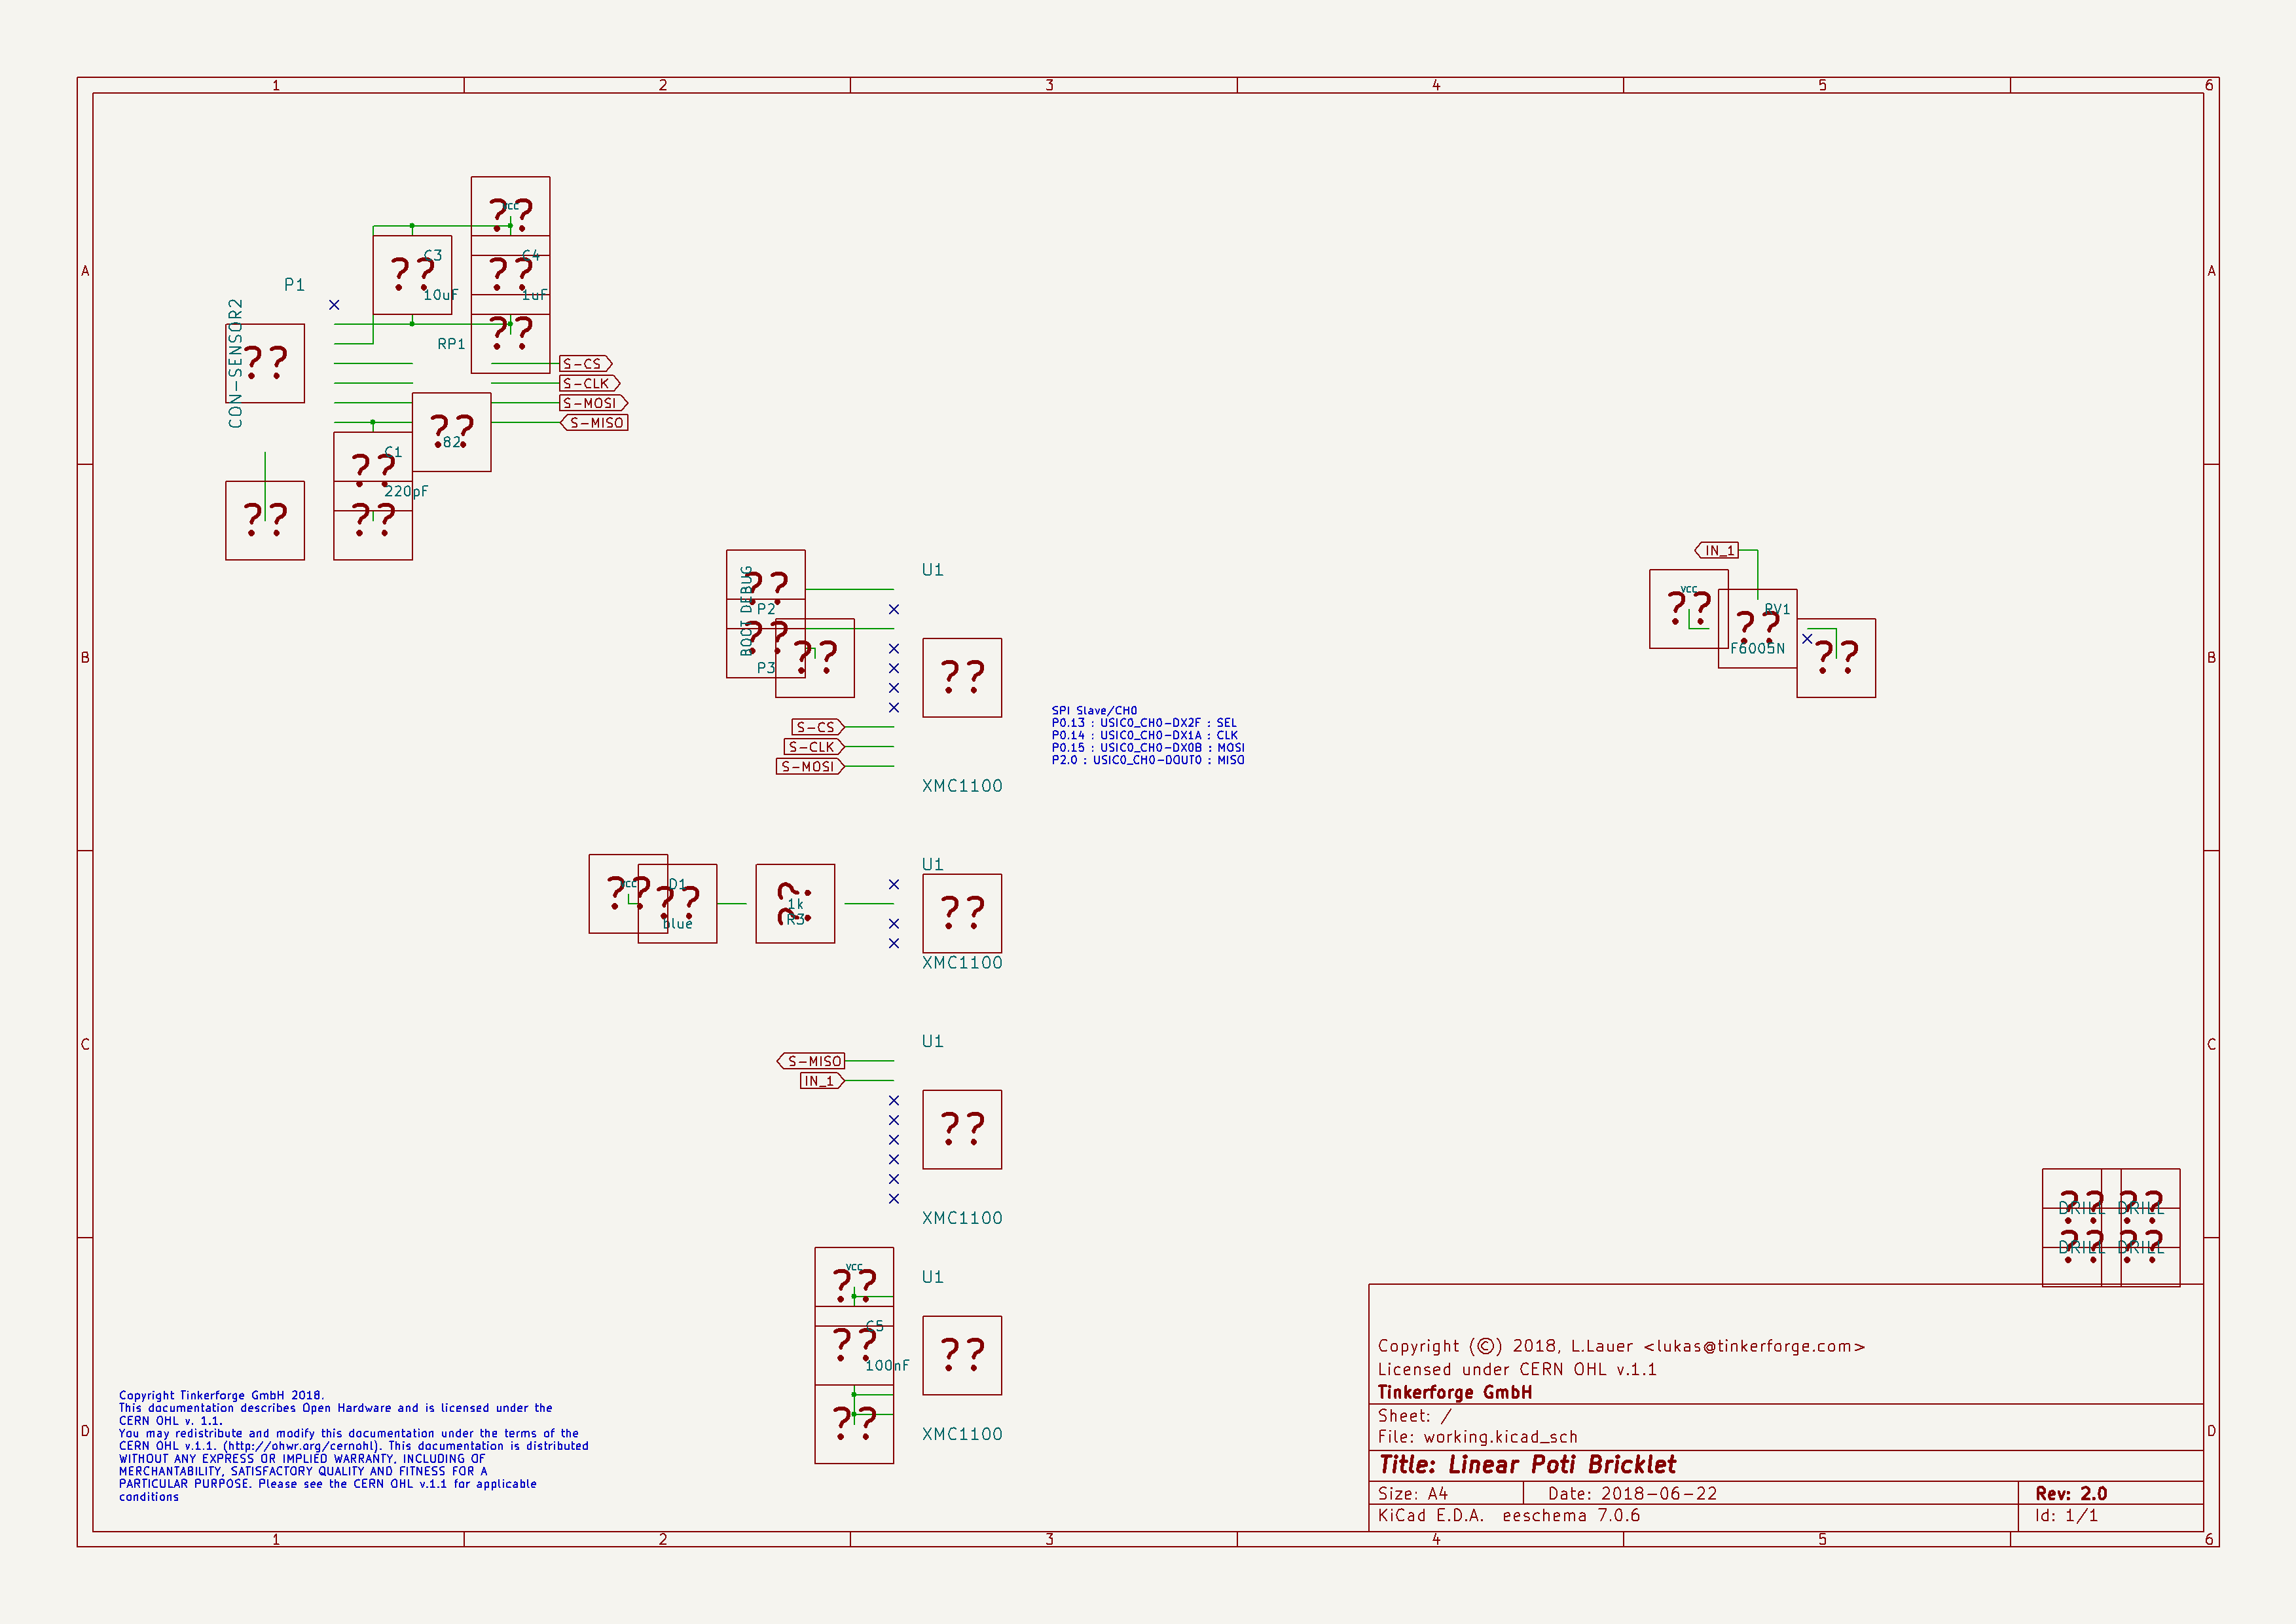 1 2 3 4 5 6
A A
B B
C C
D D
1 2 3 4 5 6
P1
CON-SENSOR2
??
??
VCC
??
C3
10uF
??
C4
1uF
??
??
RP1
82
??
S-CS
S-CLK
S-MOSI
S-MISO
C1
220pF
??
??
BOOT DEBUG
P2
P3
??
??
??
U1
??
XMC1100
S-CS
S-CLK
S-MOSI
SPI Slave/CH0
P0.13 : USIC0_CH0-DX2F : SEL
P0.14 : USIC0_CH0-DX1A : CLK
P0.15 : USIC0_CH0-DX0B : MOSI
P2.0 : USIC0_CH0-DOUT0 : MISO
IN_1
VCC
??
RV1
F6005N
??
??
VCC
??
D1
blue
??
1k
R3
??
U1
??
XMC1100
U1
S-MISO
IN_1
??
XMC1100
VCC
??
C5
100nF
??
??
U1
??
XMC1100
DRILL DRILL
?? ??
DRILL DRILL
?? ??
Copyright Tinkerforge GmbH 2018.
This documentation describes Open Hardware and is licensed under the
CERN OHL v. 1.1.
You may redistribute and modify this documentation under the terms of the
CERN OHL v.1.1. (http://ohwr.org/cernohl). This documentation is distributed
WITHOUT ANY EXPRESS OR IMPLIED WARRANTY, INCLUDING OF
MERCHANTABILITY, SATISFACTORY QUALITY AND FITNESS FOR A
PARTICULAR PURPOSE. Please see the CERN OHL v.1.1 for applicable
conditions
Copyright (©) 2018, L.Lauer <lukas@tinkerforge.com>
Licensed under CERN OHL v.1.1
Tinkerforge GmbH
Sheet: /
File: working.kicad_sch
Title: Linear Poti Bricklet
Size: A4 Date: 2018-06-22 Rev: 2.0
KiCad E.D.A. eeschema 7.0.6 Id: 1/1